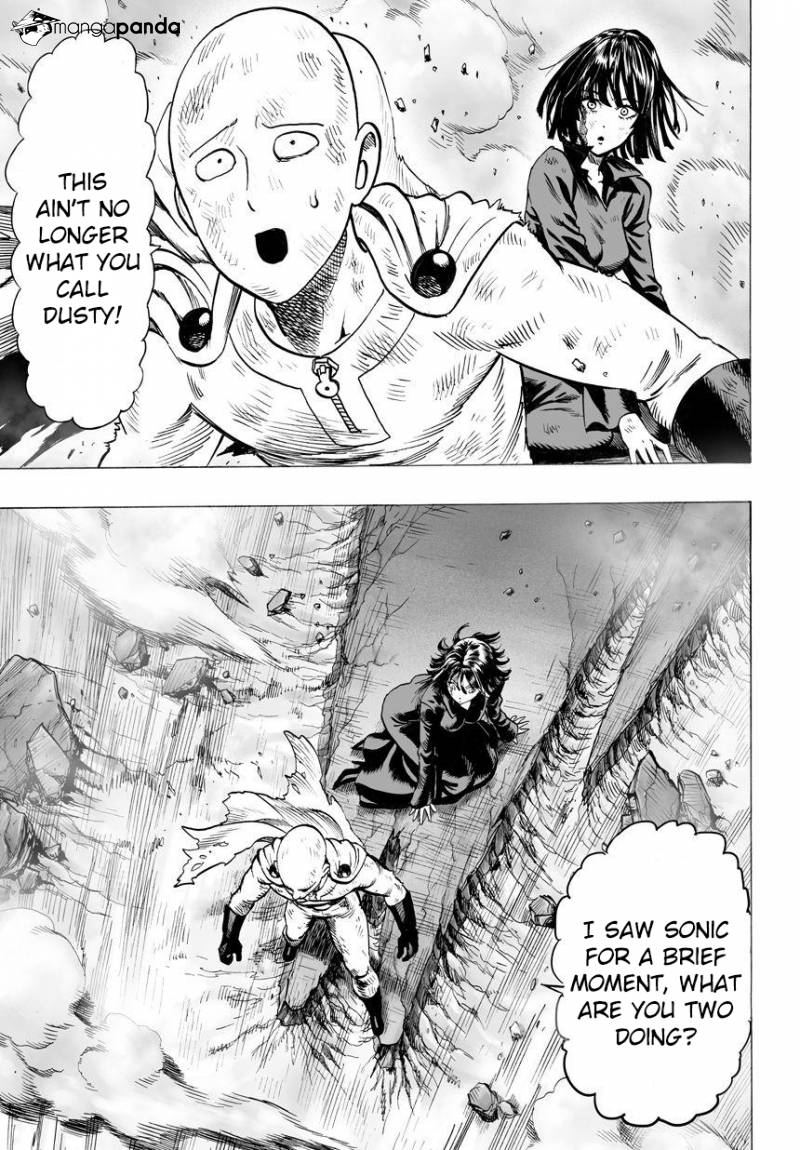 mangapanda
THIS
AIN'T NO
LONGER
WHAT YOU
CALL
DUSTY!
I SAW SONIC
FOR A BRIEF
MOMENT, WHAT
ARE YOU TWO
DOING?